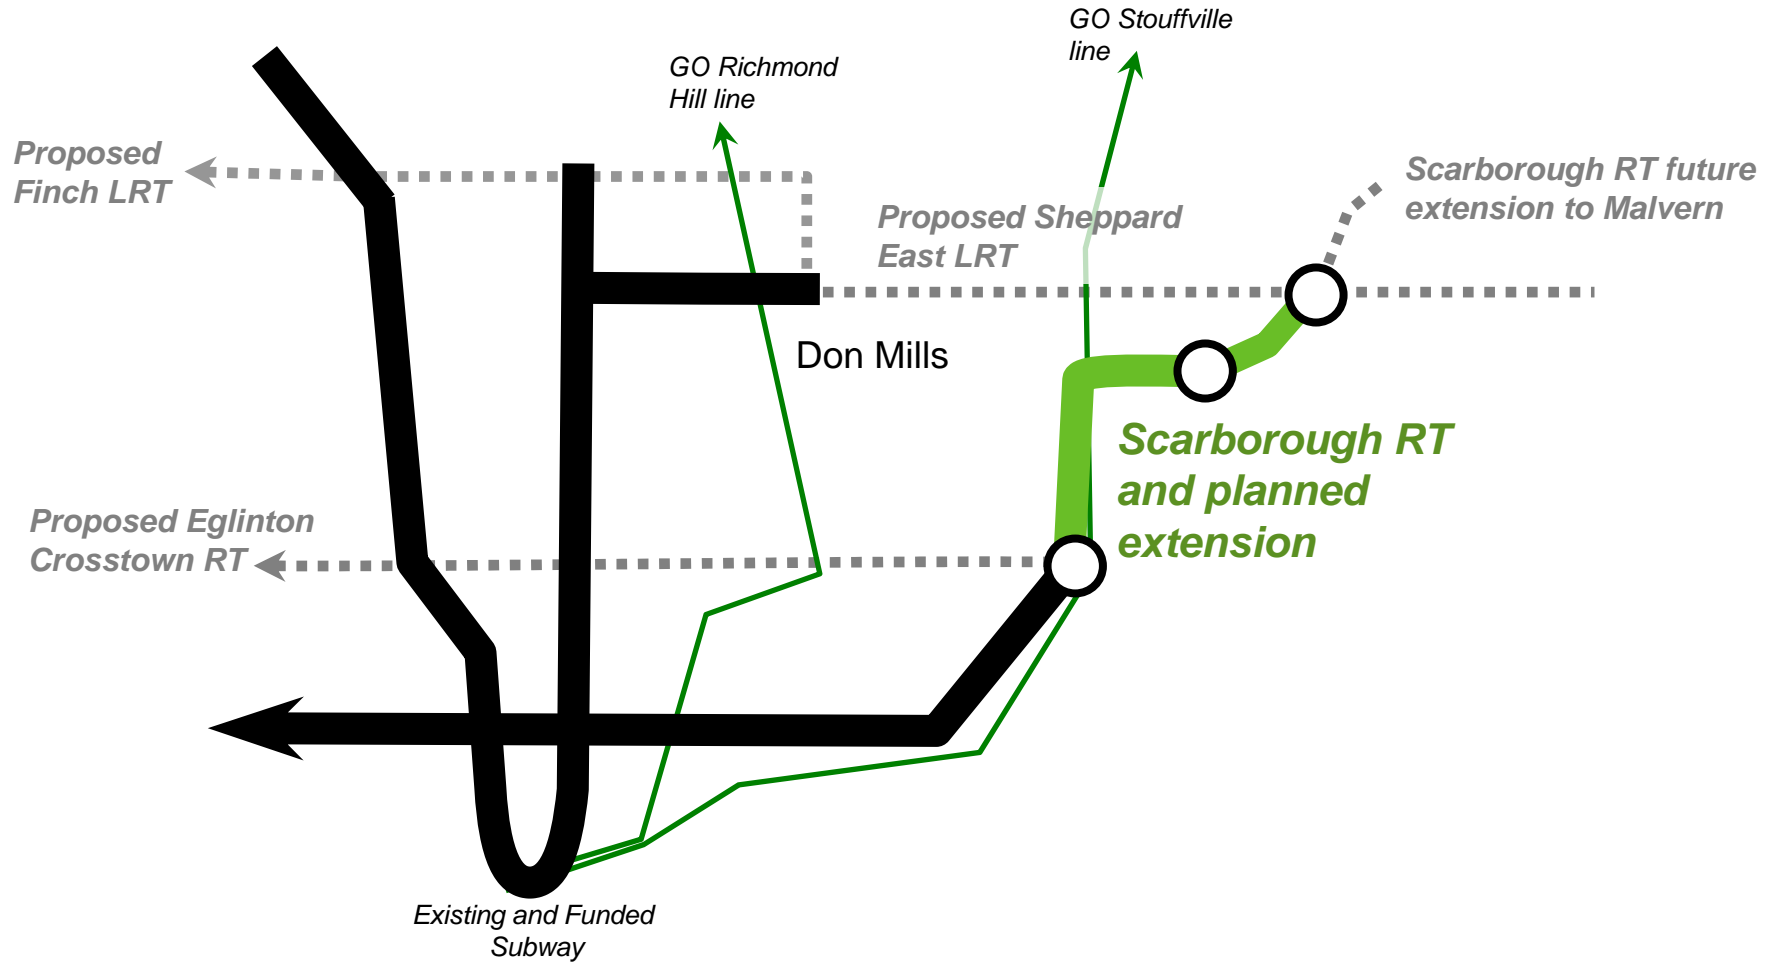 GO Stouffville
line
GO Richmond
Hill line
Proposed
Finch LRT
Scarborough RT future
extension to Malvern
Proposed Sheppard
East LRT
Don Mills
Scarborough RT
and planned
extension
Proposed Eglinton
Crosstown RT
Existing and Funded
Subway